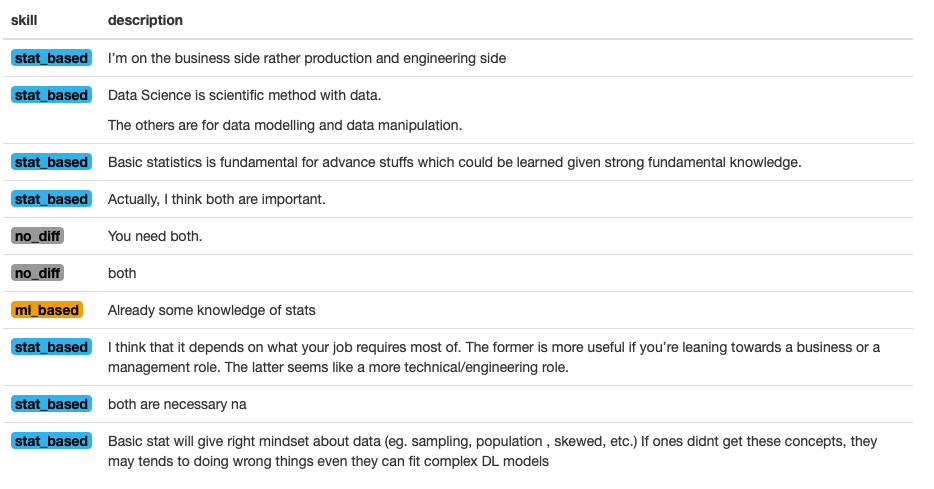 skill description
stat_based I'm on the business side rather production and engineering side
stat_based Data Science is scientific method with data.
The others are for data modelling and data manipulation.
stat_based Basic statistics is fundamental for advance stuffs which could be learned given strong fundamental knowledge.
stat_based Actually, I think both are important.
no_diff You need both.
no_diff both
ml_based Already some knowledge of stats
stat_based I think that it depends on what your job requires most of. The former is more useful if you're leaning towards a business or a
management role. The latter seems like a more technical/engineering role.
stat_based both are necessary na
stat_based Basic stat will give right mindset about data (eg. sampling, population , skewed, etc.) If ones didnt get these concepts, they
may tends to doing wrong things even they can fit complex DL models